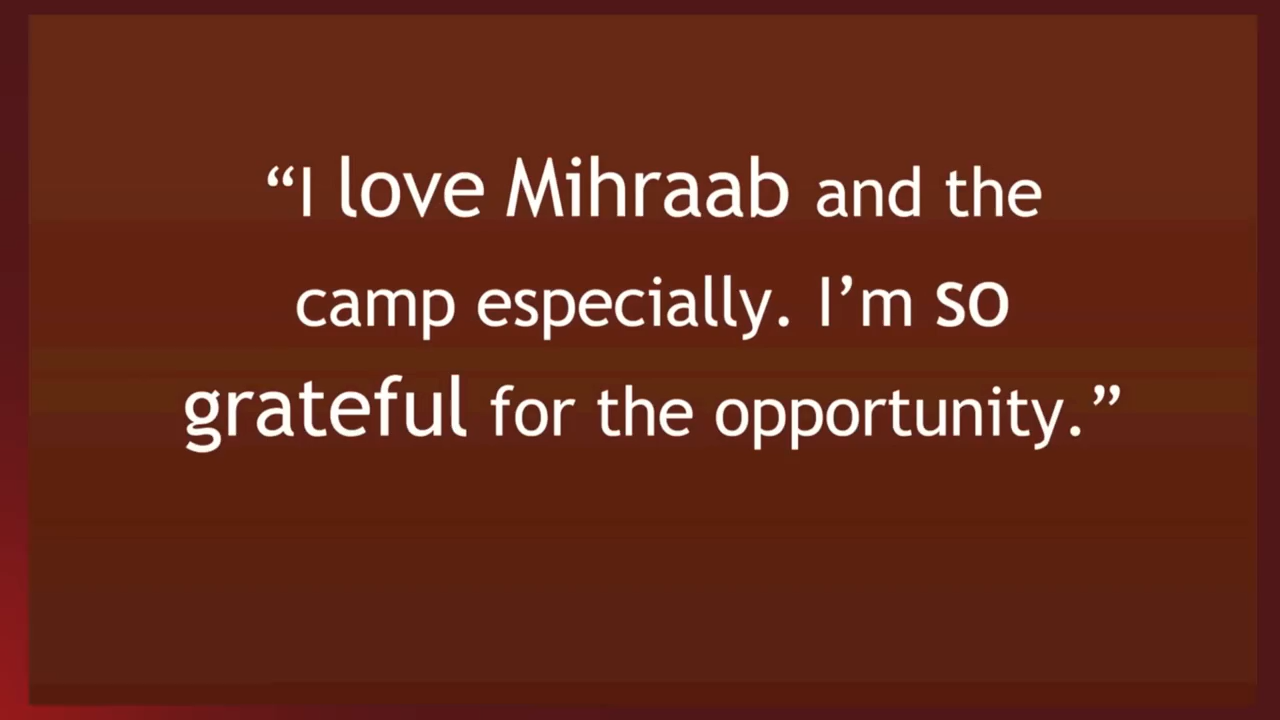 “I love Mihraab and the
camp especially. I’m so
grateful for the opportunity.”